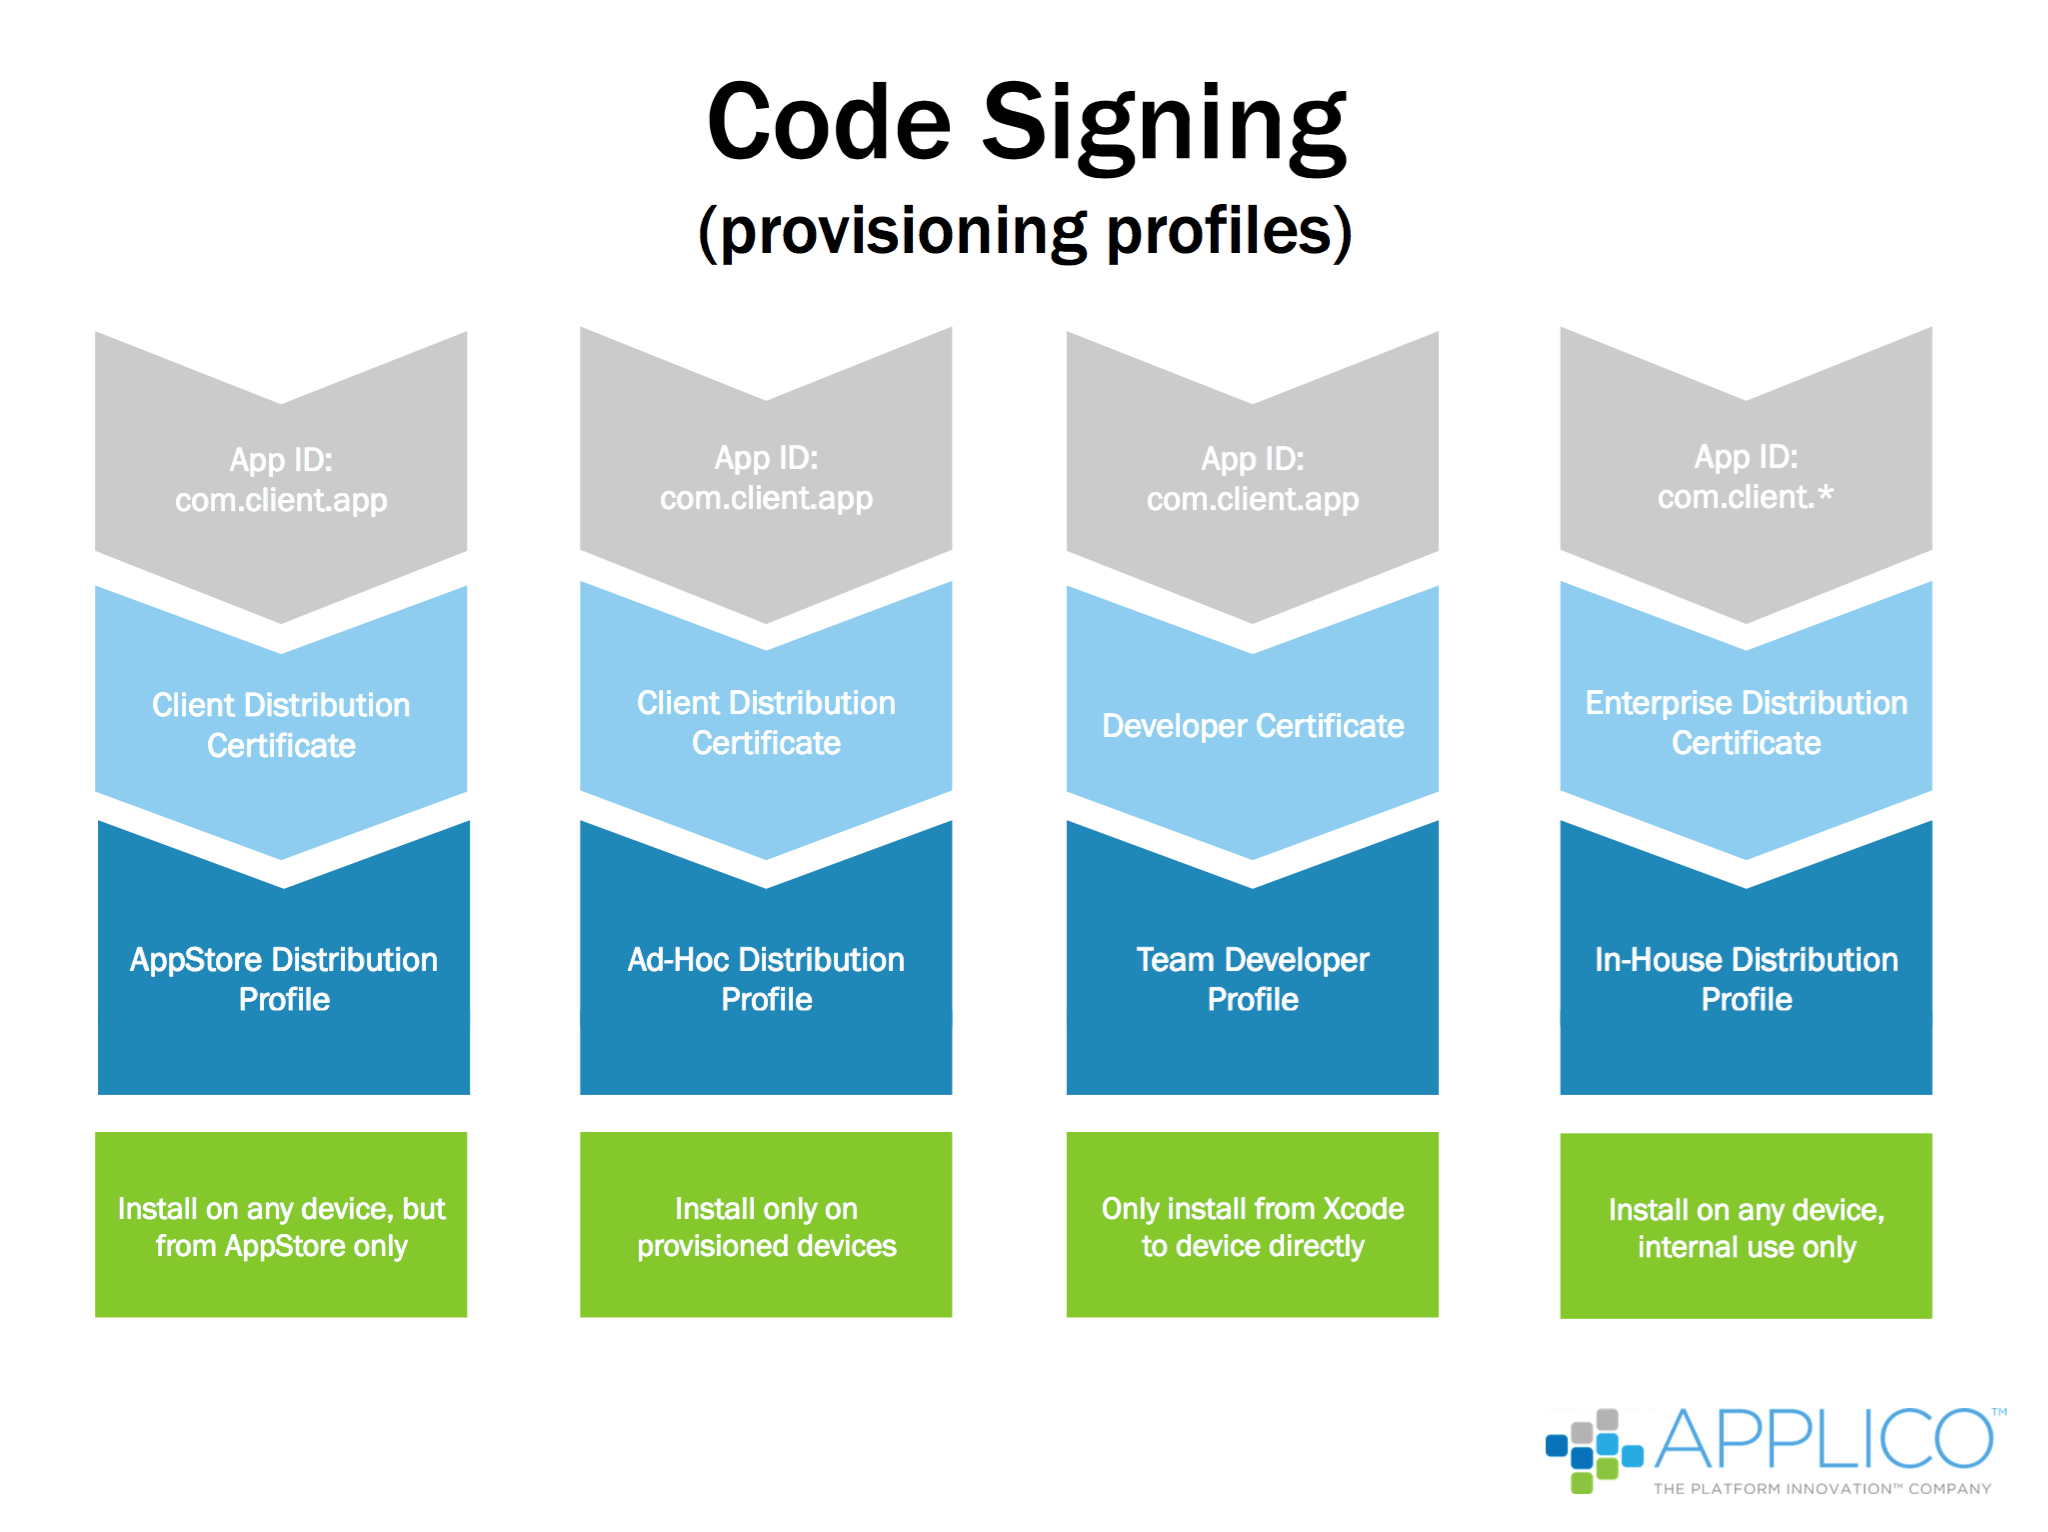 Code Signing
(provisioning profiles)
App ID:
com.client.app
Client Distribution
Certificate
AppStore Distribution
Profile
Install on any device, but
from AppStore only
App ID:
com.client.app
Client Distribution
Certificate
Ad-Hoc Distribution
Profile
Install only on
provisioned devices
App ID:
com.client.app
Developer Certificate
Team Developer
Profile
Only install from Xcode
to device directly
App ID:
com.client.*
Enterprise Distribution
Certificate
In-House Distribution
Profile
Install on any device,
internal use only
APPLICO™
THE PLATFORM INNOVATION™ COMPANY